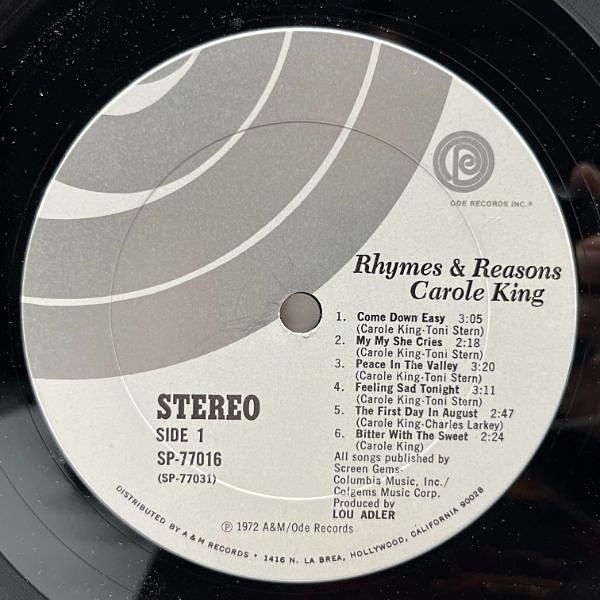 ODE RECORDS INC.®
Rhymes & Reasons
Carole King
1. Come Down Easy 3:05
(Carole King-Toni Stern)
2. My My She Cries 2:18
(Carole King-Toni Stern)
3. Peace In The Valley 3:20
(Carole King-Toni Stern)
4. Feeling Sad Tonight 3:11
(Carole King-Toni Stern)
5. The First Day In August 2:47
(Carole King-Charles Larkey)
6. Bitter With The Sweet 2:24
(Carole King)
All songs published by
Screen Gems-
Columbia Music, Inc./
Colgems Music Corp.
Produced by
LOU ADLER
STEREO
SIDE 1
SP-77016
(SP-77031)
℗ 1972 A&M/Ode Records
DISTRIBUTED BY A & M RECORDS • 1416 N. LA BREA, HOLLYWOOD, CALIFORNIA 90028